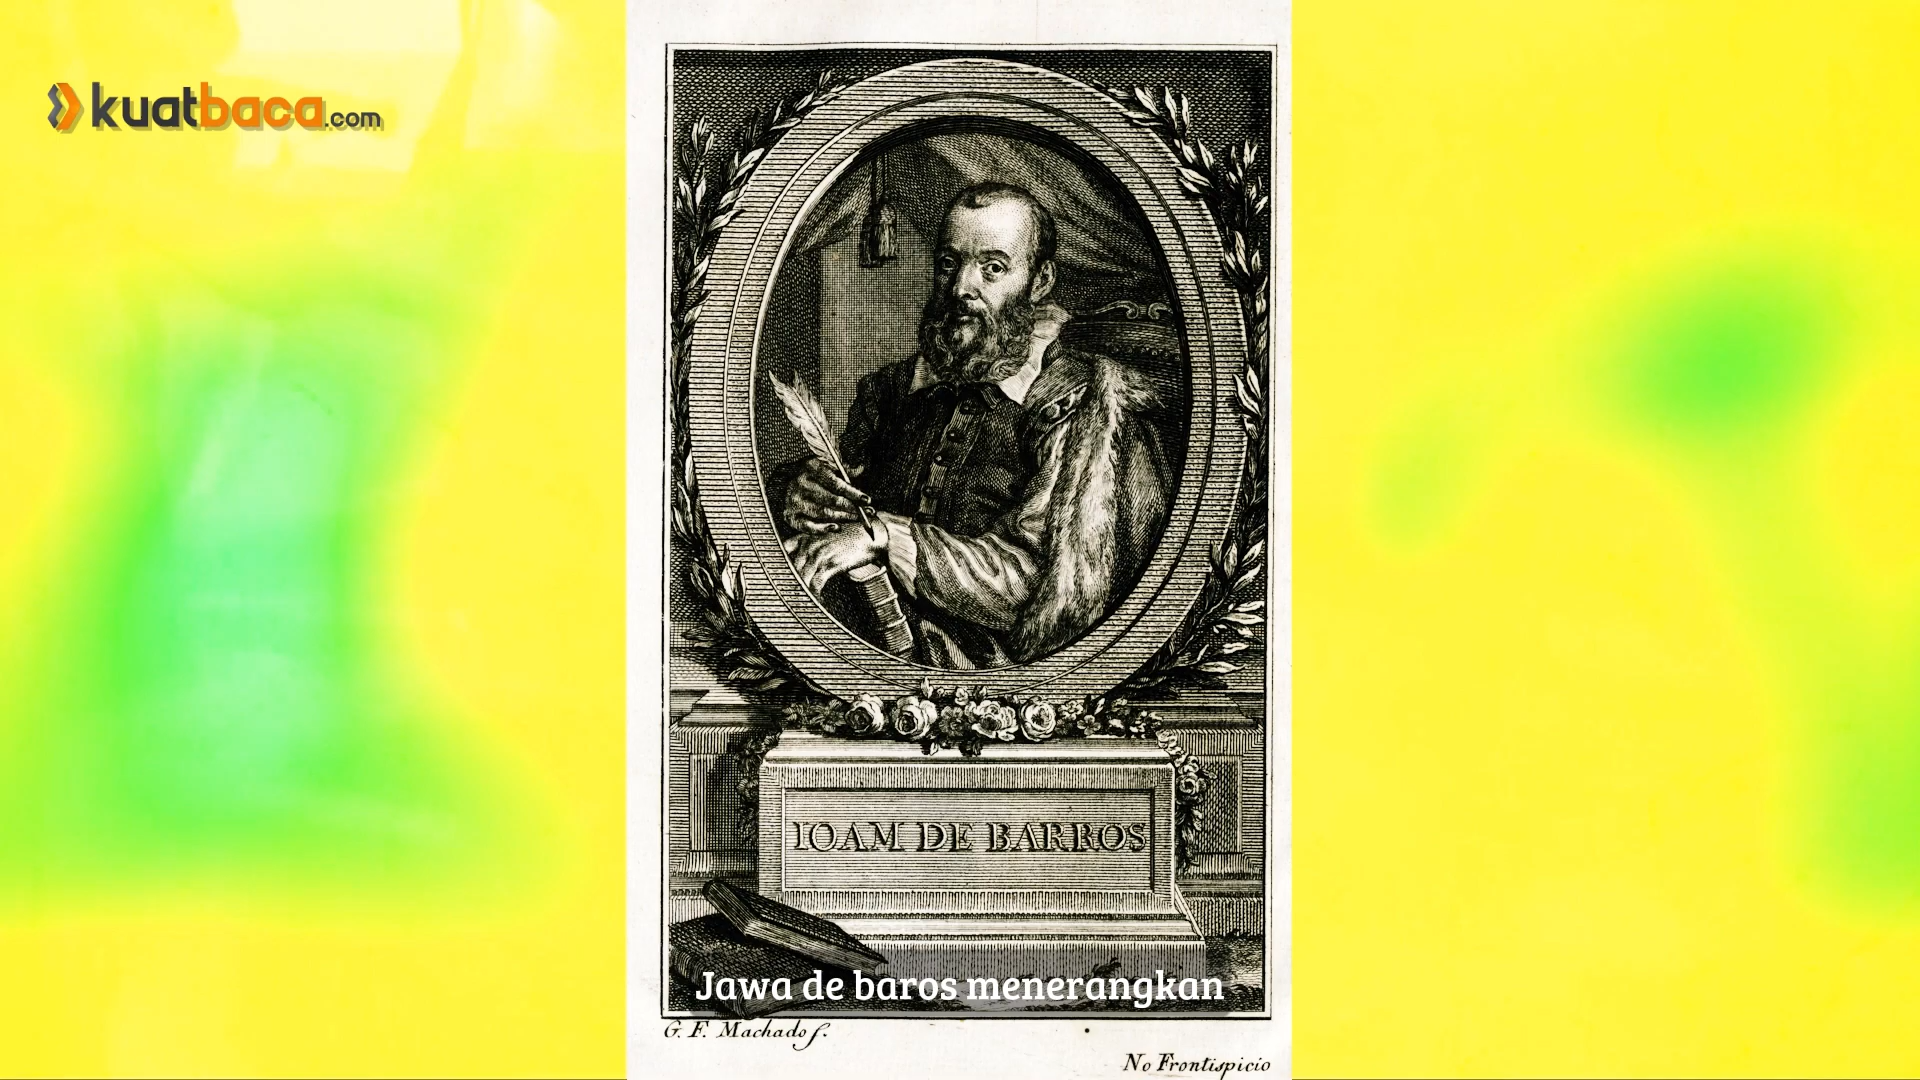 kuatbaca.com
IOAM DE BARROS
Jawa de baros menerangkan
G. F. Machado f.
No Frontispicio